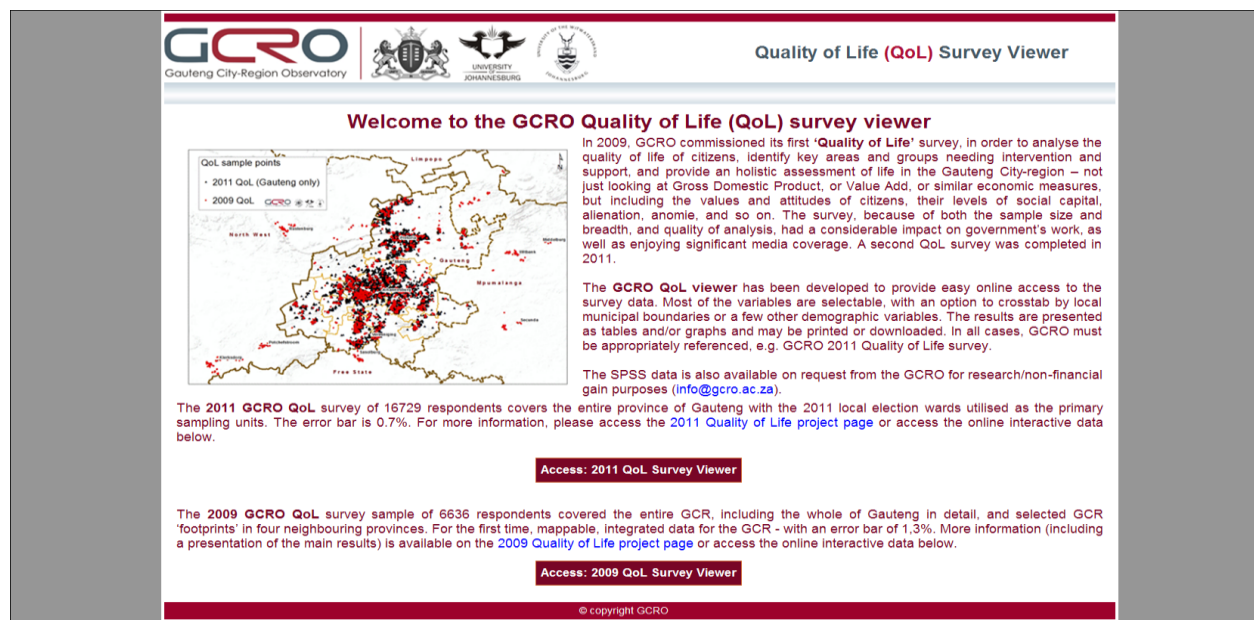 GCRO
Gauteng City-Region Observatory
UNIVERSITY
OF
JOHANNESBURG
UNIVERSITY OF THE WITWATERSRAND
JOHANNESBURG
Quality of Life (QoL) Survey Viewer
Welcome to the GCRO Quality of Life (QoL) survey viewer
QoL sample points
2011 QoL (Gauteng only)
2009 QoL
GCRO
Limpopo
North West
Gauteng
Mpumalanga
Free State
In 2009, GCRO commissioned its first ‘Quality of Life’ survey, in order to analyse the
quality of life of citizens, identify key areas and groups needing intervention and
support, and provide an holistic assessment of life in the Gauteng City-region – not
just looking at Gross Domestic Product, or Value Add, or similar economic measures,
but including the values and attitudes of citizens, their levels of social capital,
alienation, anomie, and so on. The survey, because of both the sample size and
breadth, and quality of analysis, had a considerable impact on government's work, as
well as enjoying significant media coverage. A second QoL survey was completed in
2011.
The GCRO QoL viewer has been developed to provide easy online access to the
survey data. Most of the variables are selectable, with an option to crosstab by local
municipal boundaries or a few other demographic variables. The results are presented
as tables and/or graphs and may be printed or downloaded. In all cases, GCRO must
be appropriately referenced, e.g. GCRO 2011 Quality of Life survey.
The SPSS data is also available on request from the GCRO for research/non-financial
gain purposes (info@gcro.ac.za).
The 2011 GCRO QoL survey of 16729 respondents covers the entire province of Gauteng with the 2011 local election wards utilised as the primary
sampling units. The error bar is 0.7%. For more information, please access the 2011 Quality of Life project page or access the online interactive data
below.
Access: 2011 QoL Survey Viewer
The 2009 GCRO QoL survey sample of 6636 respondents covered the entire GCR, including the whole of Gauteng in detail, and selected GCR
‘footprints’ in four neighbouring provinces. For the first time, mappable, integrated data for the GCR - with an error bar of 1,3%. More information (including
a presentation of the main results) is available on the 2009 Quality of Life project page or access the online interactive data below.
Access: 2009 QoL Survey Viewer
© copyright GCRO